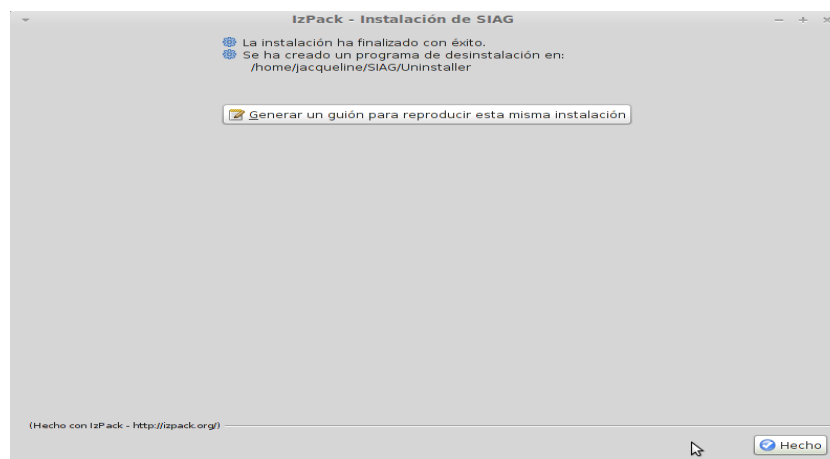 IzPack - Instalación de SIAG
La instalación ha finalizado con éxito.
Se ha creado un programa de desinstalación en:
/home/jacqueline/SIAG/Uninstaller
Generar un guión para reproducir esta misma instalación
(Hecho con IzPack - http://izpack.org/)
Hecho